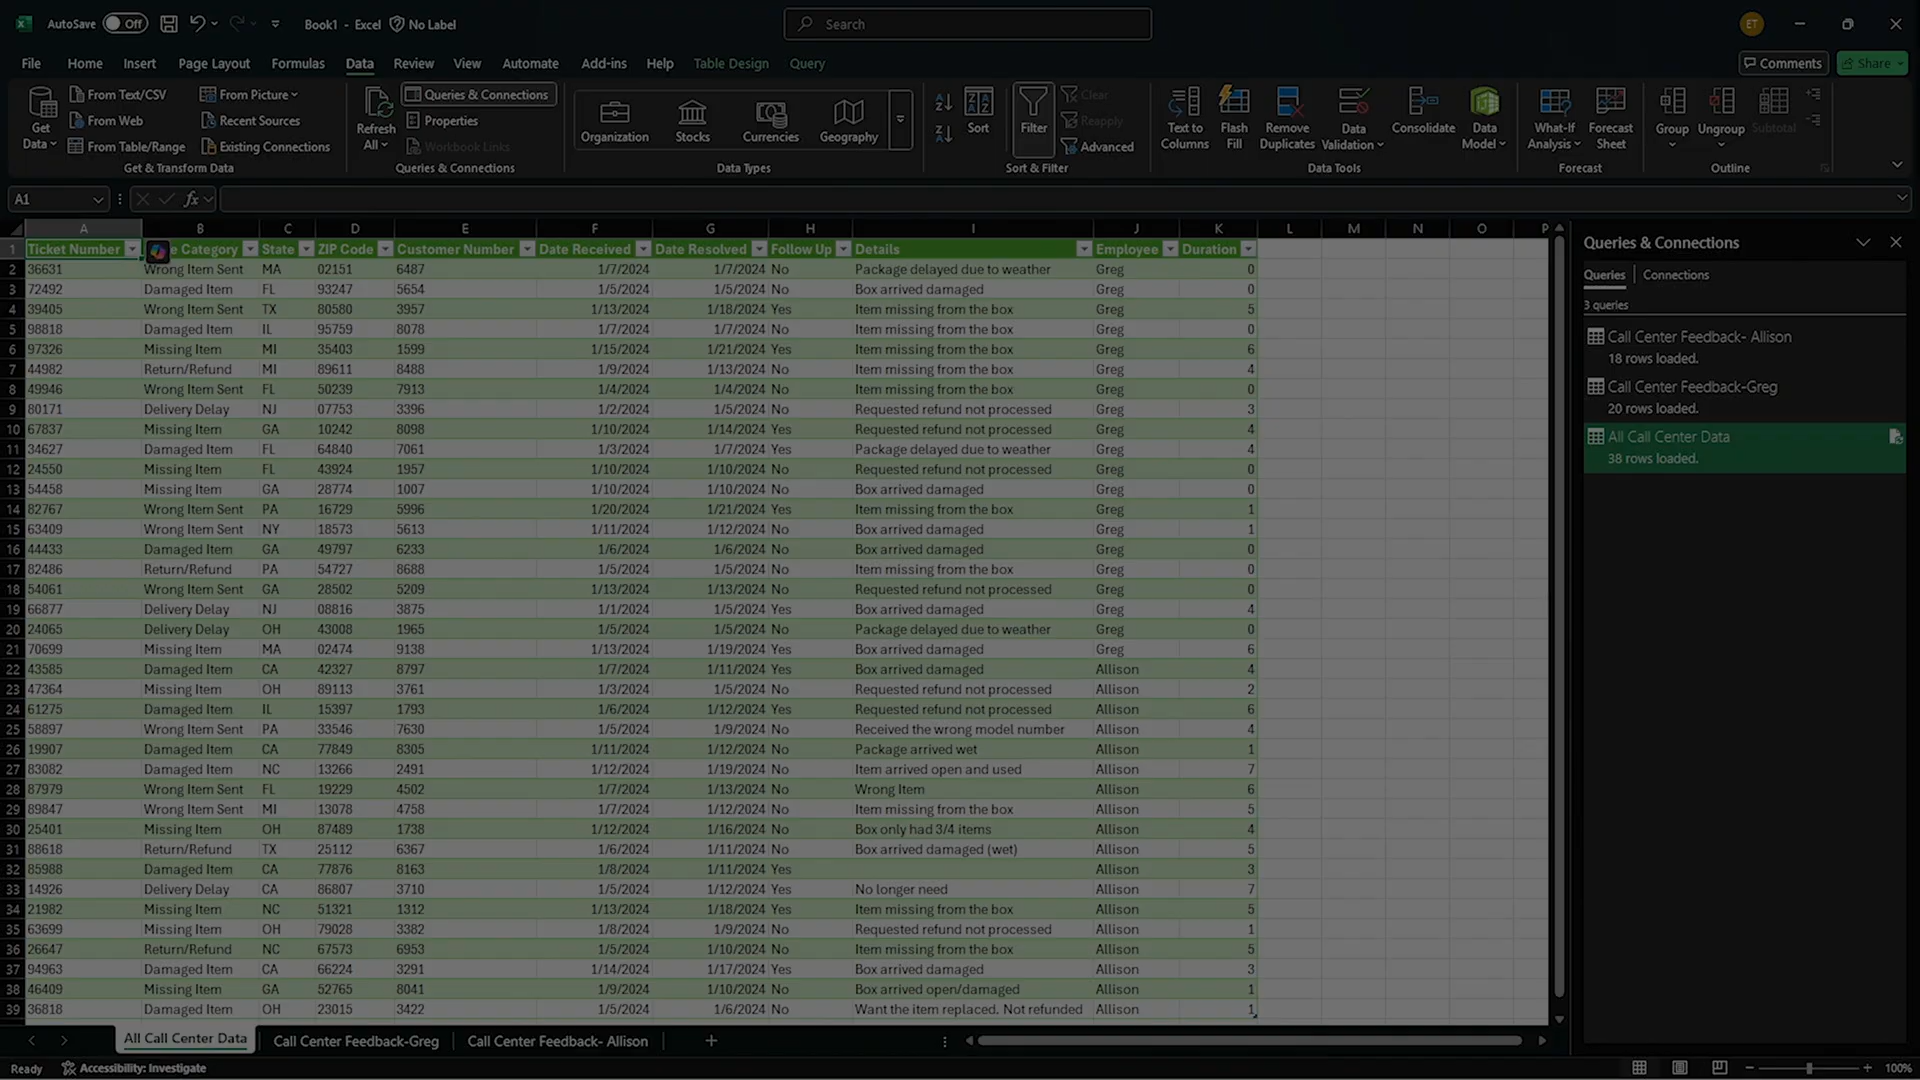 AutoSave Off Book1 - Excel No Label Search ET
File Home Insert Page Layout Formulas Data Review View Automate Add-ins Help Table Design Query Comments Share
From Text/CSV From Picture Queries & Connections Clear
Get Data From Web Recent Sources Refresh All Properties Organization Stocks Currencies Geography Sort Filter Reapply Text to Columns Flash Fill Remove Duplicates Data Validation Consolidate Data Model What-If Analysis Forecast Sheet Group Ungroup Subtotal
From Table/Range Existing Connections Workbook Links Advanced
Get & Transform Data Queries & Connections Data Types Sort & Filter Data Tools Forecast Outline
A1 fx
A B C D E F G H I J K L M N O P
1 Ticket Number e Category State ZIP Code Customer Number Date Received Date Resolved Follow Up Details Employee Duration
2 36631 Wrong Item Sent MA 02151 6487 1/7/2024 1/7/2024 No Package delayed due to weather Greg 0
3 72492 Damaged Item FL 93247 5654 1/5/2024 1/5/2024 No Box arrived damaged Greg 0
4 39405 Wrong Item Sent TX 80580 3957 1/13/2024 1/18/2024 Yes Item missing from the box Greg 5
5 98818 Damaged Item IL 95759 8078 1/7/2024 1/7/2024 No Item missing from the box Greg 0
6 97326 Missing Item MI 35403 1599 1/15/2024 1/21/2024 Yes Item missing from the box Greg 6
7 44982 Return/Refund MI 89611 8488 1/9/2024 1/13/2024 No Item missing from the box Greg 4
8 49946 Wrong Item Sent FL 50239 7913 1/4/2024 1/4/2024 No Item missing from the box Greg 0
9 80171 Delivery Delay NJ 07753 3396 1/2/2024 1/5/2024 No Requested refund not processed Greg 3
10 67837 Missing Item GA 10242 8098 1/10/2024 1/14/2024 Yes Requested refund not processed Greg 4
11 34627 Damaged Item FL 64840 7061 1/3/2024 1/7/2024 Yes Package delayed due to weather Greg 4
12 24550 Missing Item FL 43924 1957 1/10/2024 1/10/2024 No Requested refund not processed Greg 0
13 54458 Missing Item GA 28774 1007 1/10/2024 1/10/2024 No Box arrived damaged Greg 0
14 82767 Wrong Item Sent PA 16729 5996 1/20/2024 1/21/2024 Yes Item missing from the box Greg 1
15 63409 Wrong Item Sent NY 18573 5613 1/11/2024 1/12/2024 No Box arrived damaged Greg 1
16 44433 Damaged Item GA 49797 6233 1/6/2024 1/6/2024 No Box arrived damaged Greg 0
17 82486 Return/Refund PA 54727 8688 1/5/2024 1/5/2024 No Item missing from the box Greg 0
18 54061 Wrong Item Sent GA 28502 5209 1/13/2024 1/13/2024 No Requested refund not processed Greg 0
19 66877 Delivery Delay NJ 08816 3875 1/1/2024 1/5/2024 Yes Box arrived damaged Greg 4
20 24065 Delivery Delay OH 43008 1965 1/5/2024 1/5/2024 No Package delayed due to weather Greg 0
21 70699 Missing Item MA 02474 9138 1/13/2024 1/19/2024 Yes Box arrived damaged Greg 6
22 43585 Damaged Item CA 42327 8797 1/7/2024 1/11/2024 Yes Box arrived damaged Allison 4
23 47364 Missing Item OH 89113 3761 1/3/2024 1/5/2024 No Requested refund not processed Allison 2
24 61275 Damaged Item IL 15397 1793 1/6/2024 1/12/2024 Yes Requested refund not processed Allison 6
25 58897 Wrong Item Sent PA 33546 7630 1/5/2024 1/9/2024 No Received the wrong model number Allison 4
26 19907 Damaged Item CA 77849 8305 1/11/2024 1/12/2024 No Package arrived wet Allison 1
27 83082 Damaged Item NC 13266 2491 1/12/2024 1/19/2024 No Item arrived open and used Allison 7
28 87979 Wrong Item Sent FL 19229 4502 1/7/2024 1/13/2024 No Wrong Item Allison 6
29 89847 Wrong Item Sent MI 13078 4758 1/7/2024 1/12/2024 No Item missing from the box Allison 5
30 25401 Missing Item OH 87489 1738 1/12/2024 1/16/2024 No Box only had 3/4 items Allison 4
31 88618 Return/Refund TX 25112 6367 1/6/2024 1/11/2024 No Box arrived damaged (wet) Allison 5
32 85988 Damaged Item CA 77876 8163 1/8/2024 1/11/2024 Yes Allison 3
33 14926 Delivery Delay CA 86807 3710 1/5/2024 1/12/2024 Yes No longer need Allison 7
34 21982 Missing Item NC 51321 1312 1/13/2024 1/18/2024 Yes Item missing from the box Allison 5
35 63699 Missing Item OH 79028 3382 1/8/2024 1/9/2024 No Requested refund not processed Allison 1
36 26647 Return/Refund NC 67573 6953 1/5/2024 1/10/2024 No Item missing from the box Allison 5
37 94963 Damaged Item CA 66224 3291 1/14/2024 1/17/2024 Yes Box arrived damaged Allison 3
38 46409 Missing Item GA 52765 8041 1/9/2024 1/10/2024 No Box arrived open/damaged Allison 1
39 36818 Damaged Item OH 23015 3422 1/5/2024 1/6/2024 No Want the item replaced. Not refunded Allison 1
Queries & Connections
Queries Connections
3 queries
Call Center Feedback- Allison
18 rows loaded.
Call Center Feedback-Greg
20 rows loaded.
All Call Center Data
38 rows loaded.
All Call Center Data Call Center Feedback-Greg Call Center Feedback- Allison
Ready Accessibility: Investigate 100%